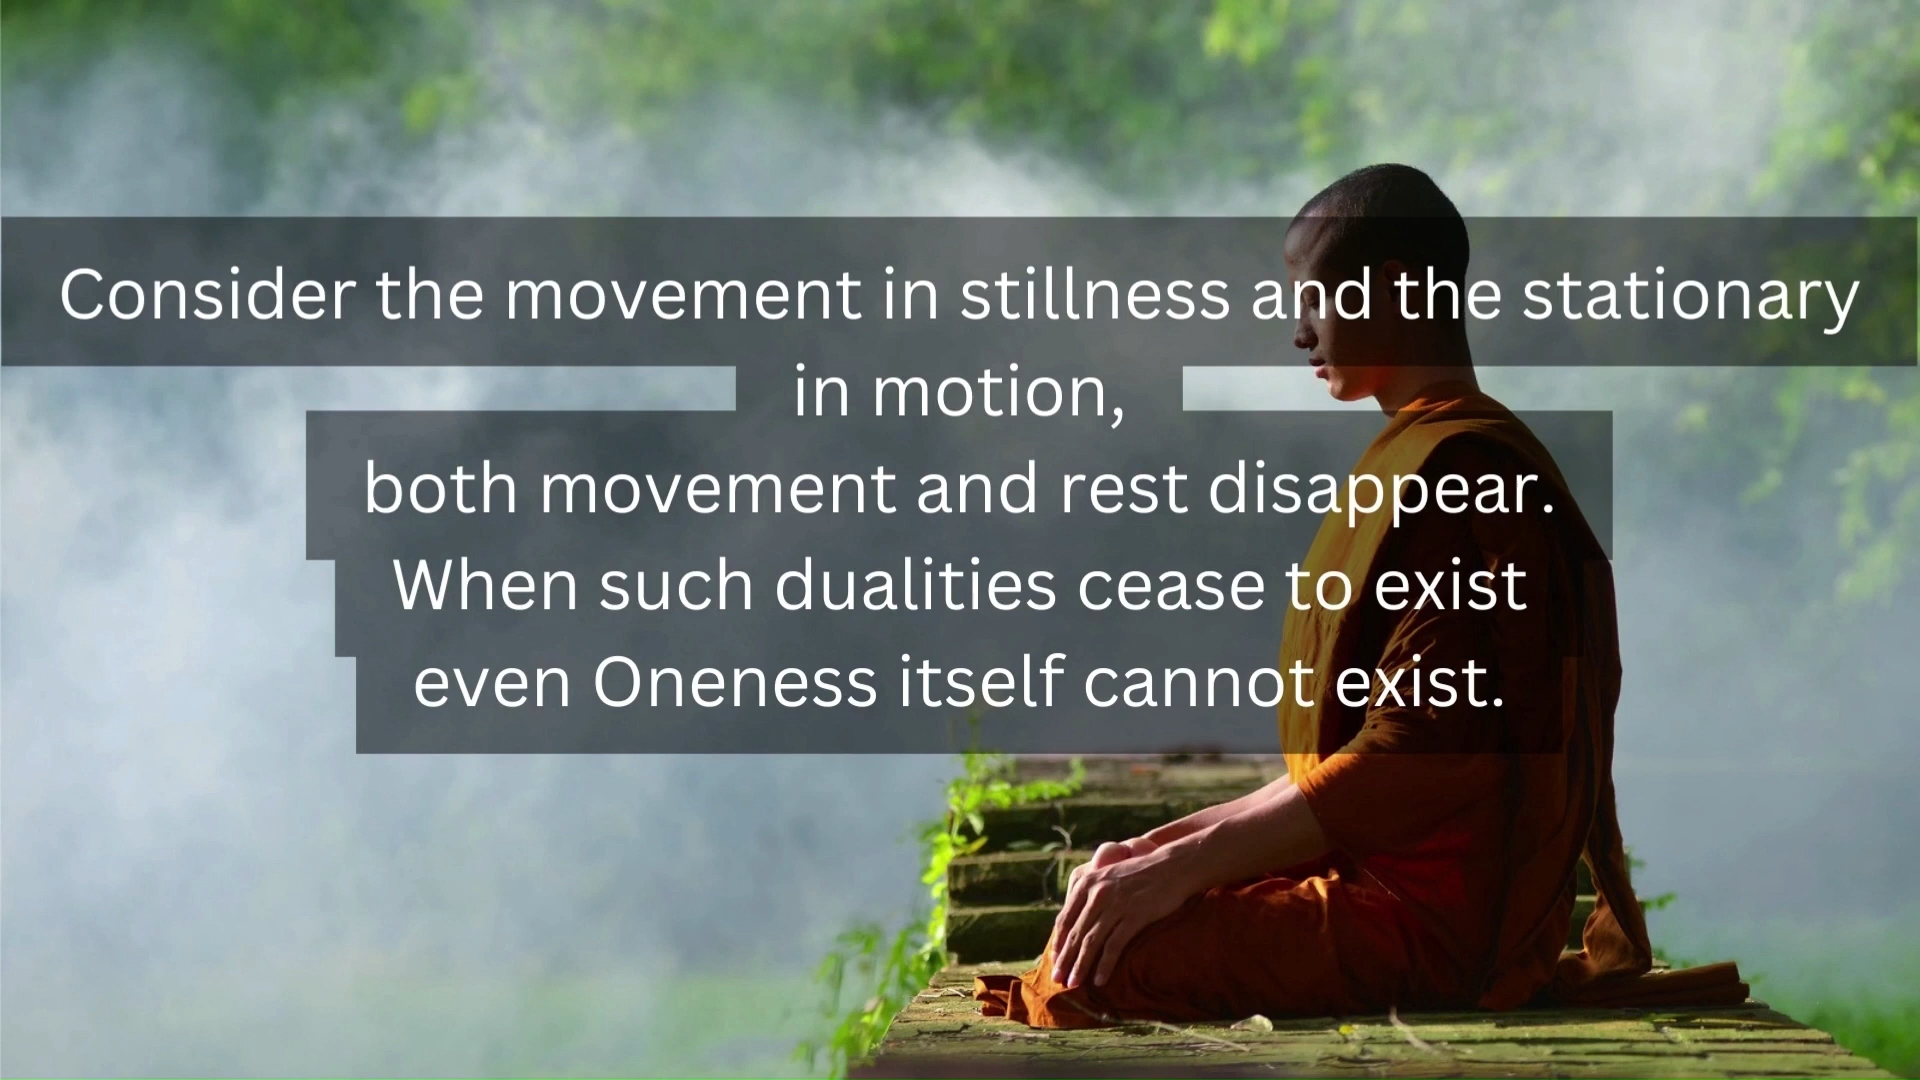 Consider the movement in stillness and the stationary
in motion,
both movement and rest disappear.
When such dualities cease to exist
even Oneness itself cannot exist.